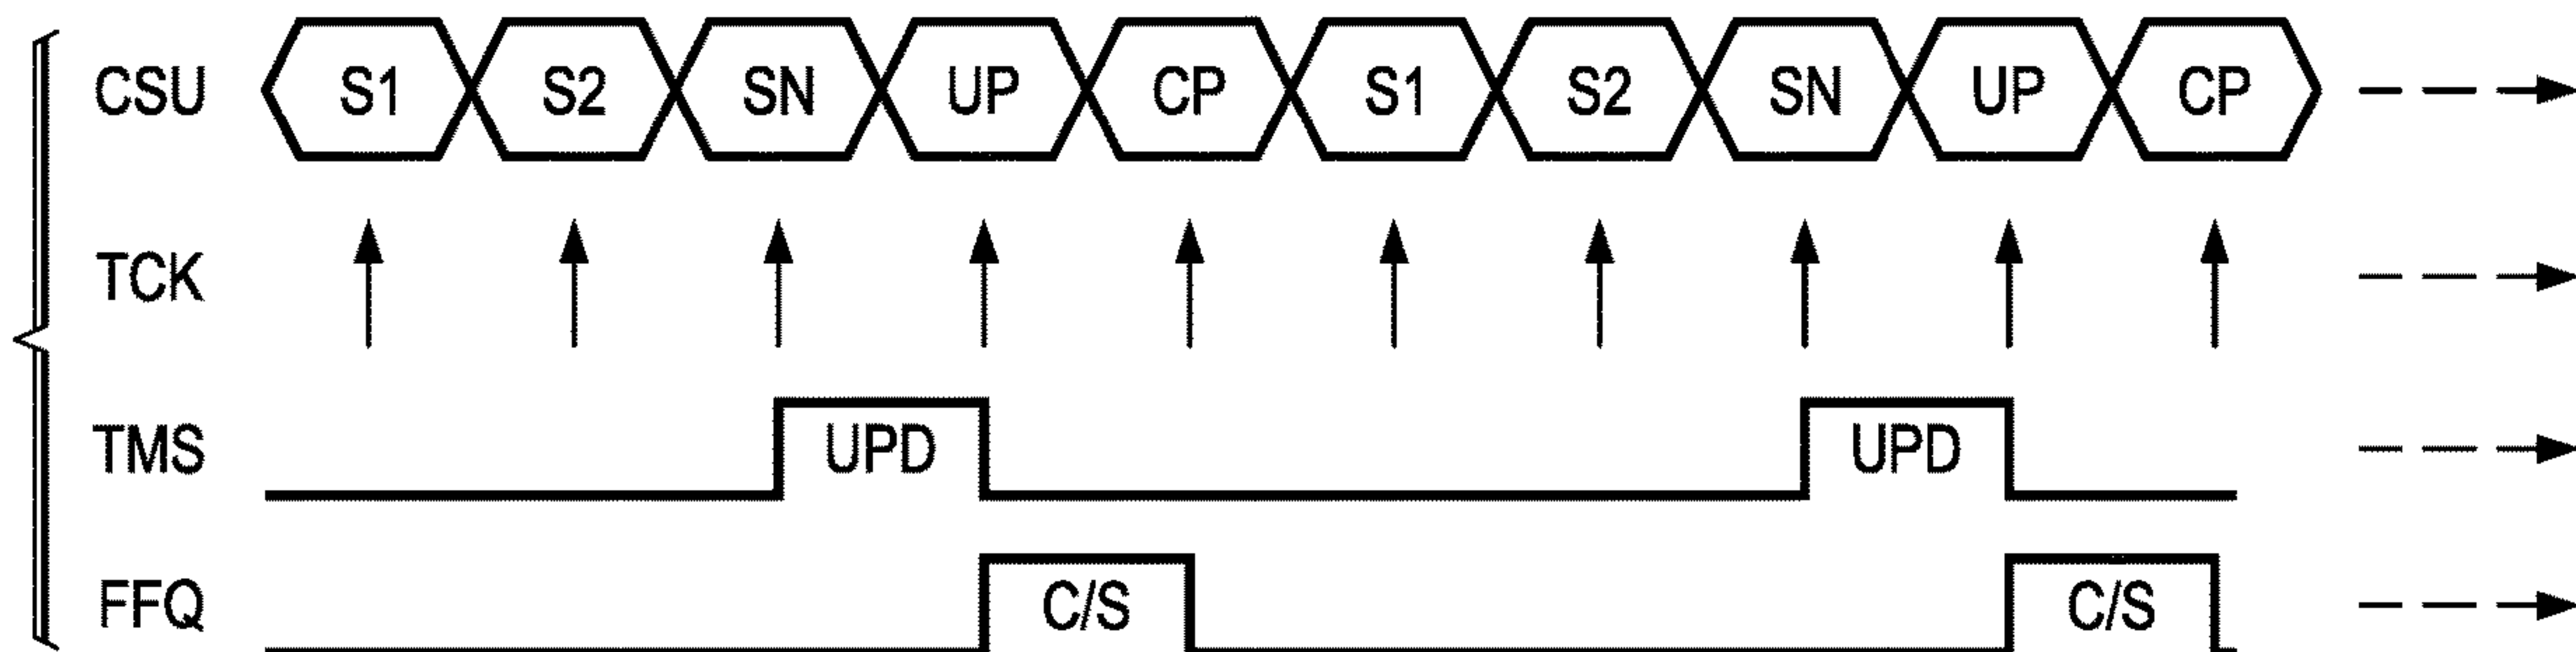 CSU S1 S2 SN UP CP S1 S2 SN UP CP
TCK
TMS UPD UPD
FFQ C/S C/S